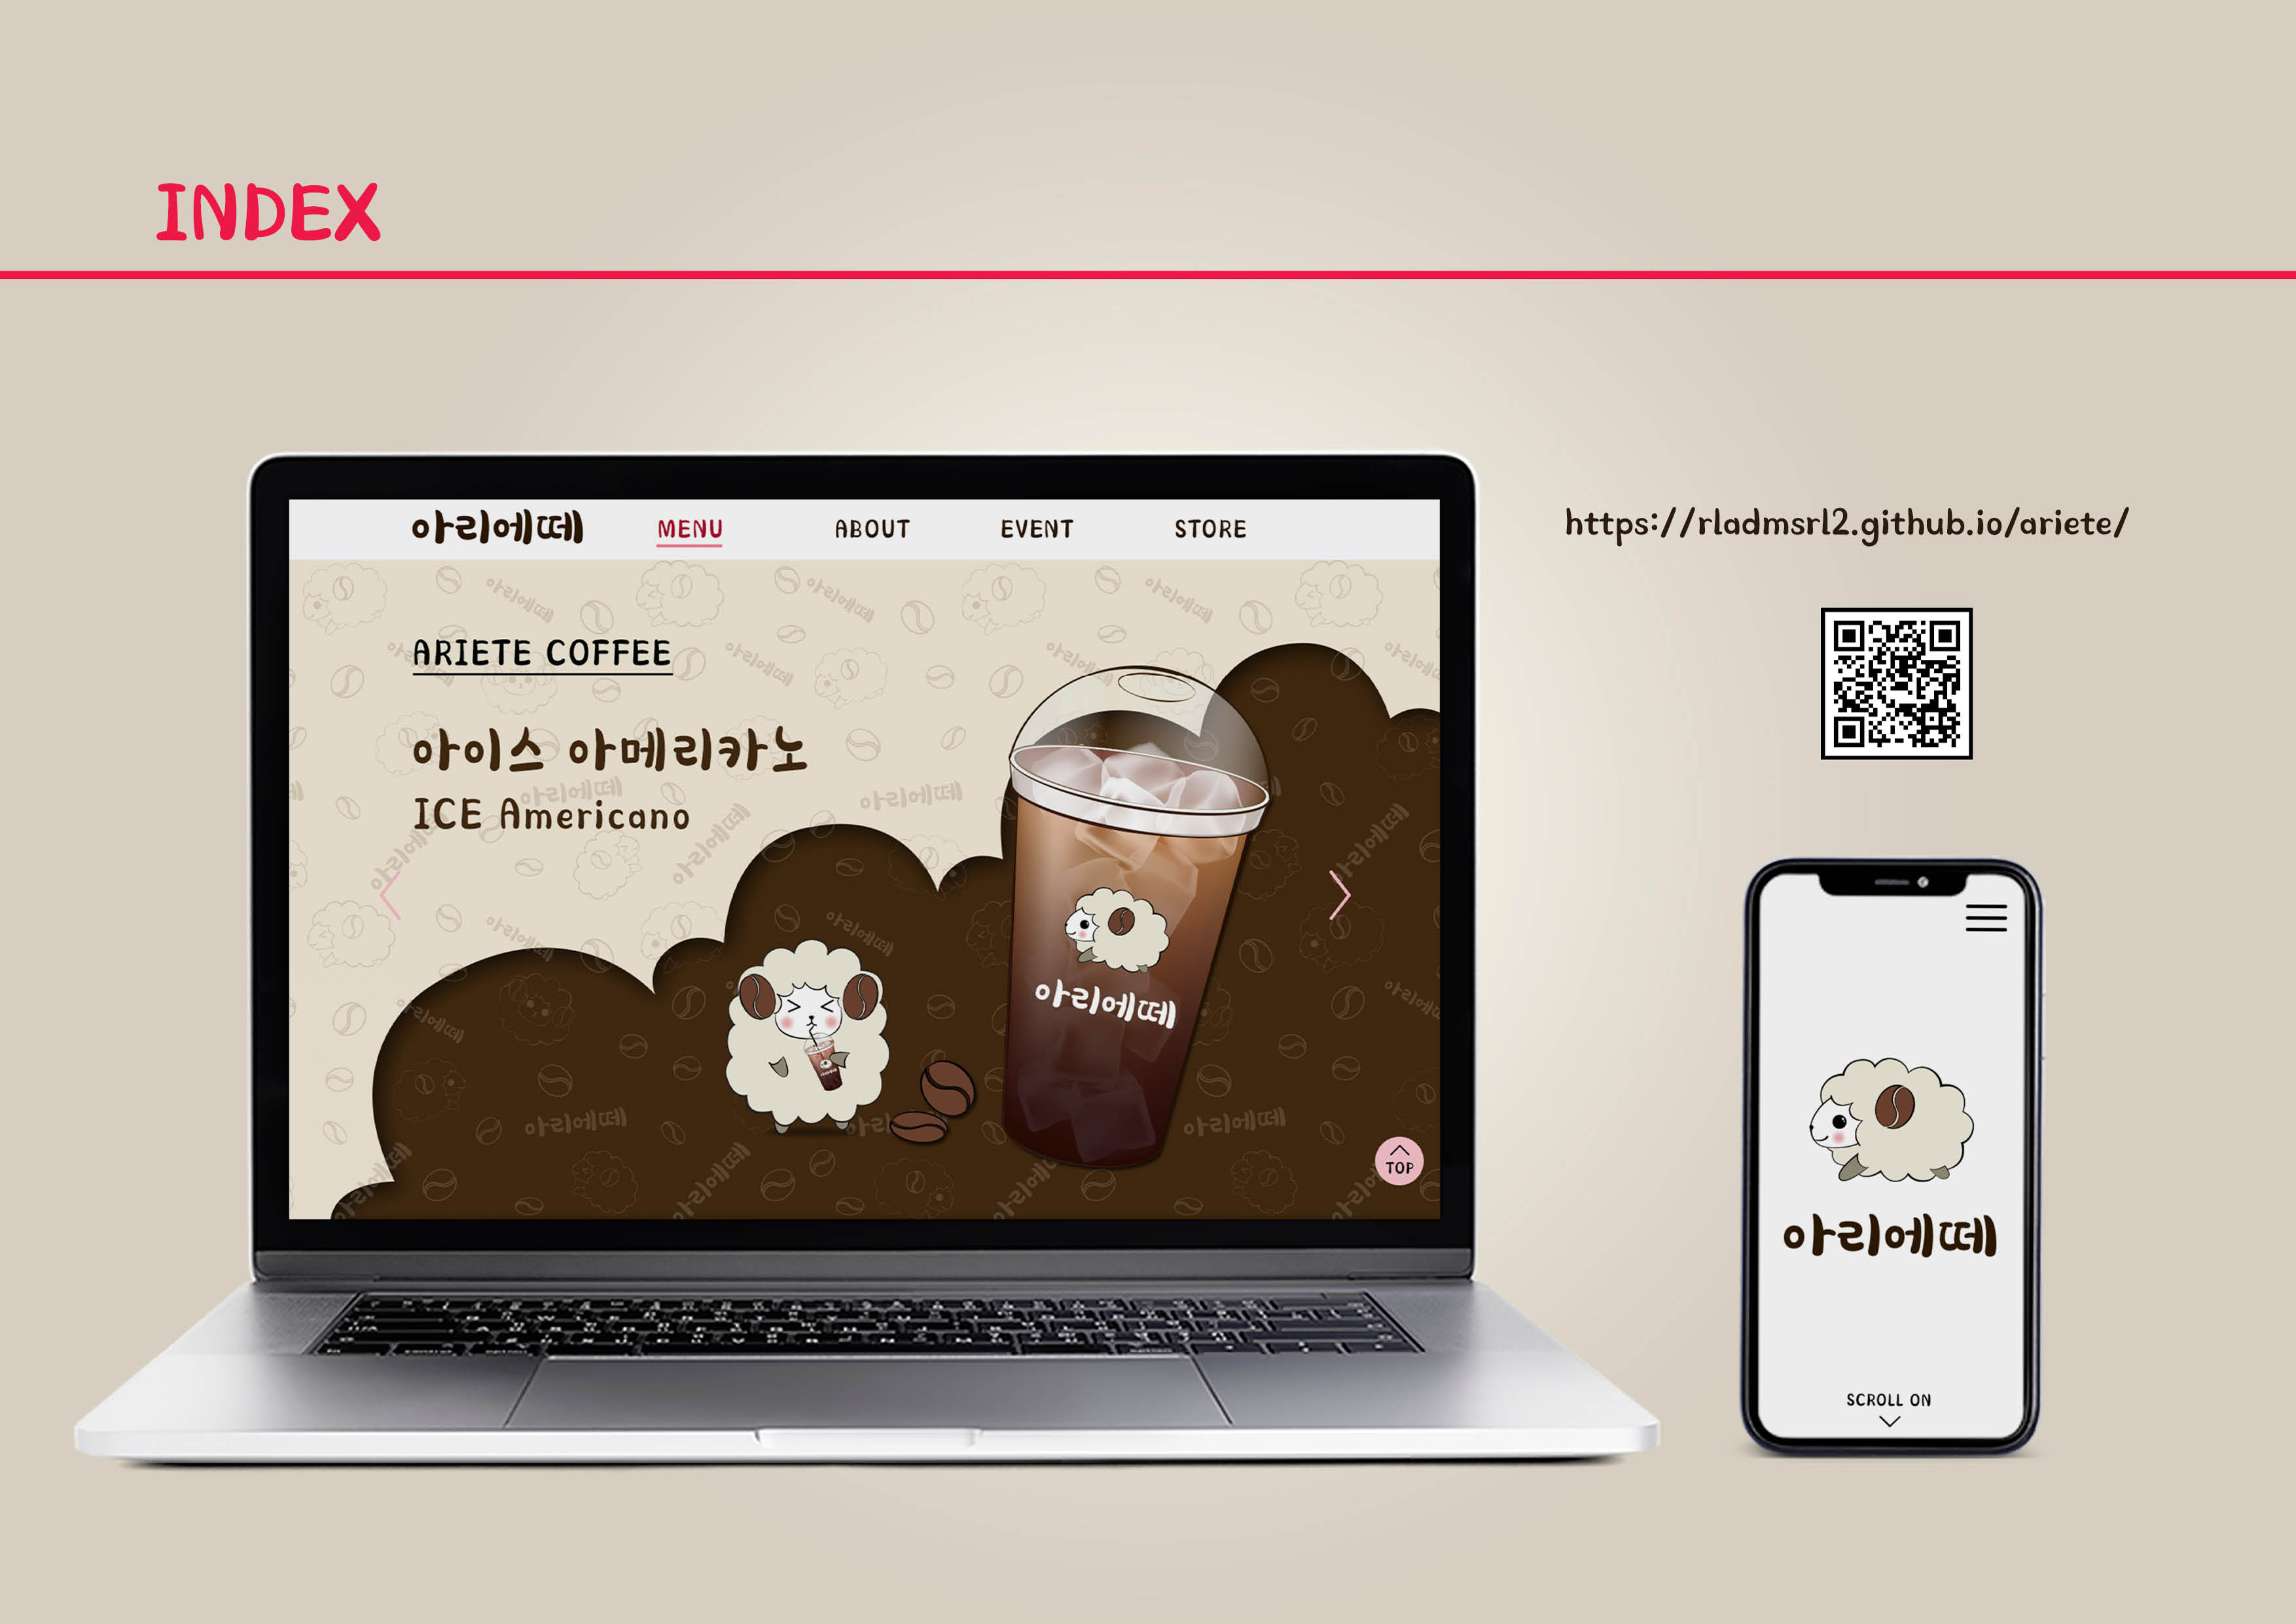 INDEX
아리에떼 MENU ABOUT EVENT STORE
ARIETE COFFEE
아이스 아메리카노
ICE Americano
아리에떼
TOP
https://rladmsrl2.github.io/ariete/
아리에떼
SCROLL ON